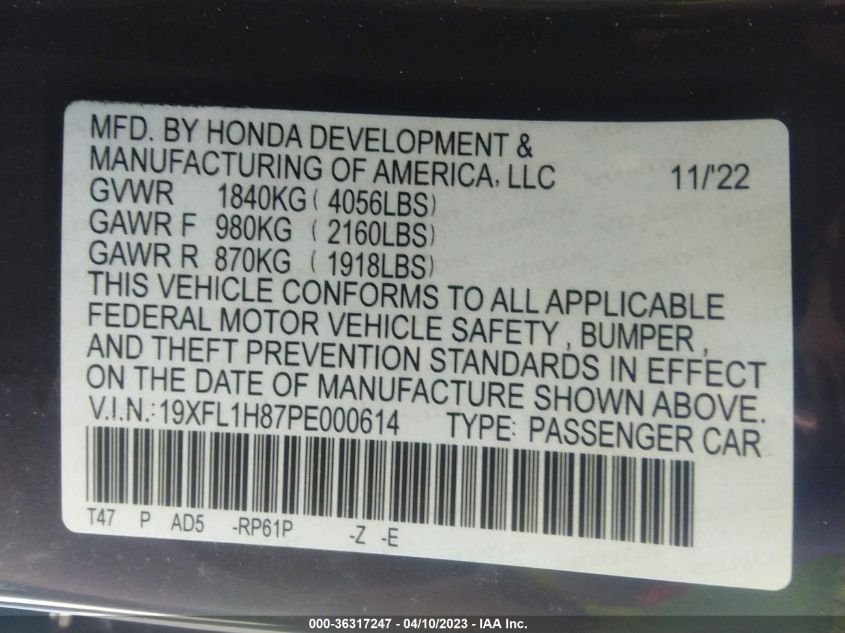 MFD. BY HONDA DEVELOPMENT &
MANUFACTURING OF AMERICA, LLC 11/'22
GVWR 1840KG ( 4056LBS)
GAWR F 980KG ( 2160LBS)
GAWR R 870KG ( 1918LBS)
THIS VEHICLE CONFORMS TO ALL APPLICABLE
FEDERAL MOTOR VEHICLE SAFETY , BUMPER ,
AND THEFT PREVENTION STANDARDS IN EFFECT
ON THE DATE OF MANUFACTURE SHOWN ABOVE.
V.I.N.: 19XFL1H87PE000614 TYPE: PASSENGER CAR
T47 P AD5 -RP61P -Z -E
000-36317247 - 04/10/2023 - IAA Inc.